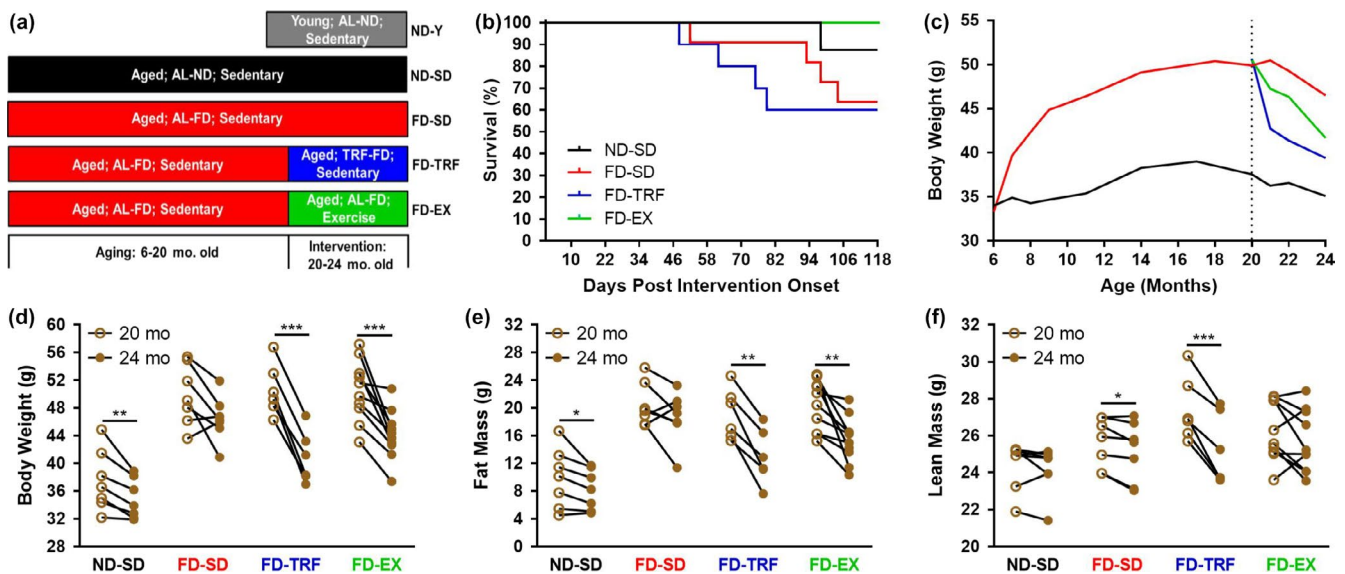 (a)
Young; AL-ND;
Sedentary
ND-Y
Aged; AL-ND; Sedentary
ND-SD
Aged; AL-FD; Sedentary
FD-SD
Aged; AL-FD; Sedentary
Aged; TRF-FD;
Sedentary
FD-TRF
Aged; AL-FD; Sedentary
Aged; AL-FD;
Exercise
FD-EX
Aging: 6-20 mo. old
Intervention:
20-24 mo. old
(b)
Survival (%)
100
90
80
70
60
50
40
30
20
10
0
ND-SD
FD-SD
FD-TRF
FD-EX
10 22 34 46 58 70 82 94 106 118
Days Post Intervention Onset
(c)
Body Weight (g)
55
50
45
40
35
30
6 8 10 12 14 16 18 20 22 24
Age (Months)
(d)
Body Weight (g)
60
56
52
48
44
40
36
32
28
20 mo
24 mo
**
***
***
ND-SD FD-SD FD-TRF FD-EX
(e)
Fat Mass (g)
32
28
24
20
16
12
8
4
0
20 mo
24 mo
*
**
**
ND-SD FD-SD FD-TRF FD-EX
(f)
Lean Mass (g)
32
30
28
26
24
22
20
20 mo
24 mo
*
***
ND-SD FD-SD FD-TRF FD-EX